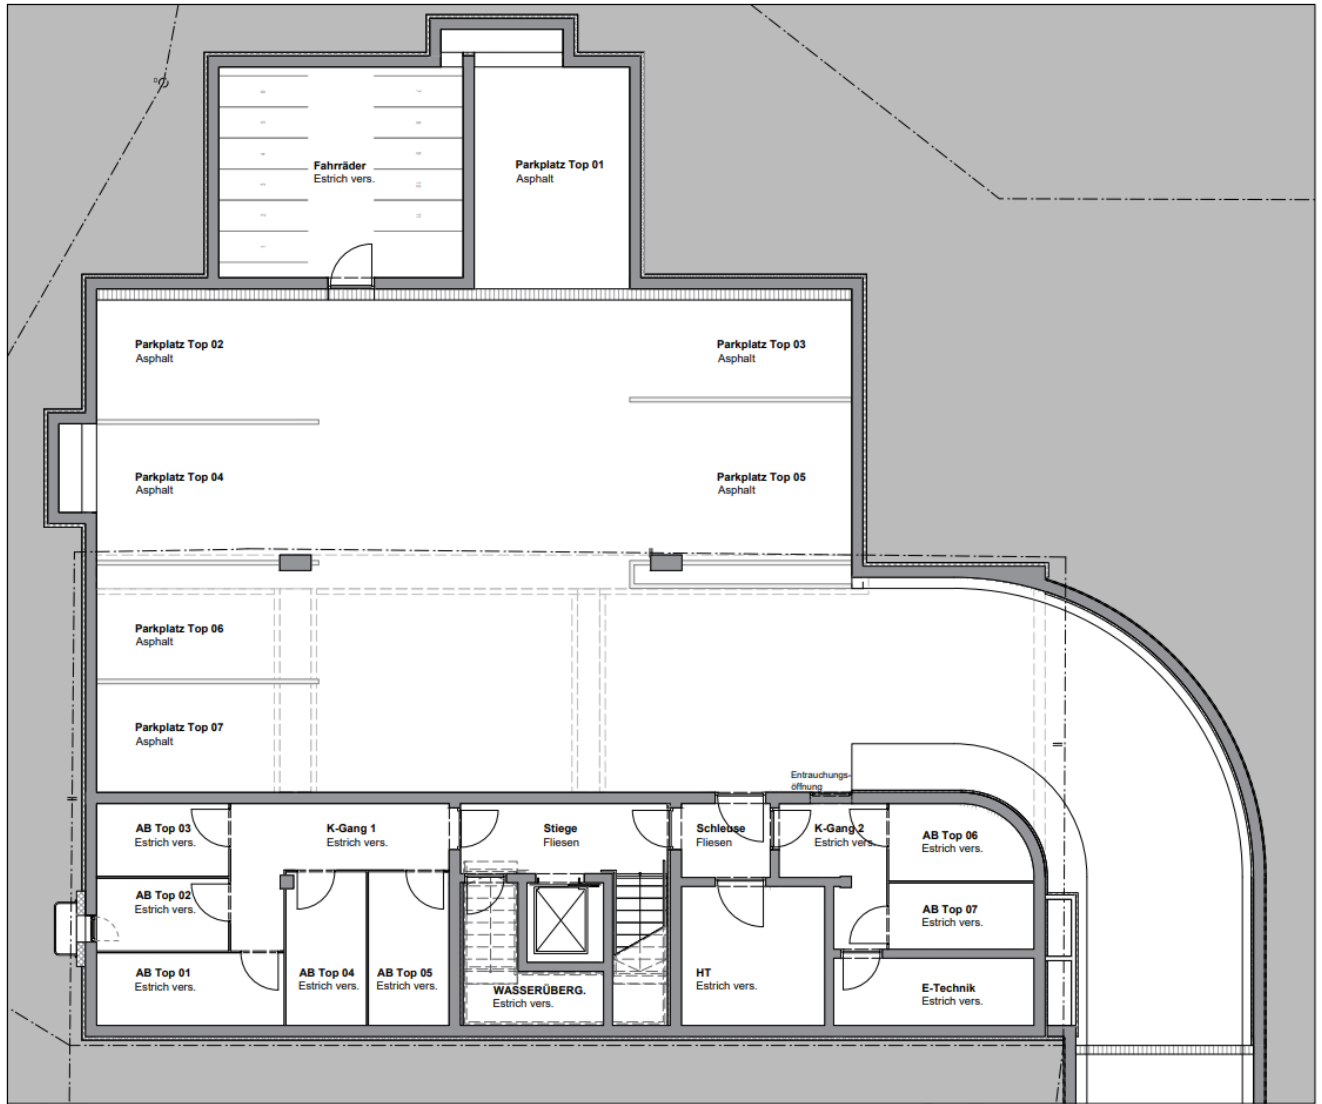 Fahrräder
Estrich vers.
Parkplatz Top 01
Asphalt
Parkplatz Top 02
Asphalt
Parkplatz Top 03
Asphalt
Parkplatz Top 04
Asphalt
Parkplatz Top 05
Asphalt
Parkplatz Top 06
Asphalt
Parkplatz Top 07
Asphalt
Entrauchungs-
öffnung
AB Top 03
Estrich vers.
K-Gang 1
Estrich vers.
Stiege
Fliesen
Schleuse
Fliesen
K-Gang 2
Estrich vers.
AB Top 06
Estrich vers.
AB Top 02
Estrich vers.
AB Top 07
Estrich vers.
AB Top 01
Estrich vers.
AB Top 04
Estrich vers.
AB Top 05
Estrich vers.
WASSERÜBERG.
Estrich vers.
HT
Estrich vers.
E-Technik
Estrich vers.